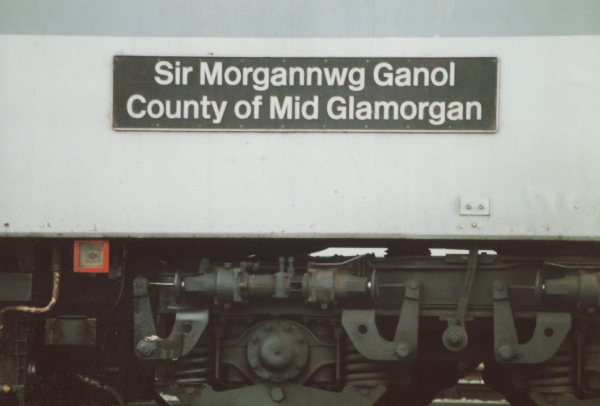 Sir Morgannwg Ganol
County of Mid Glamorgan